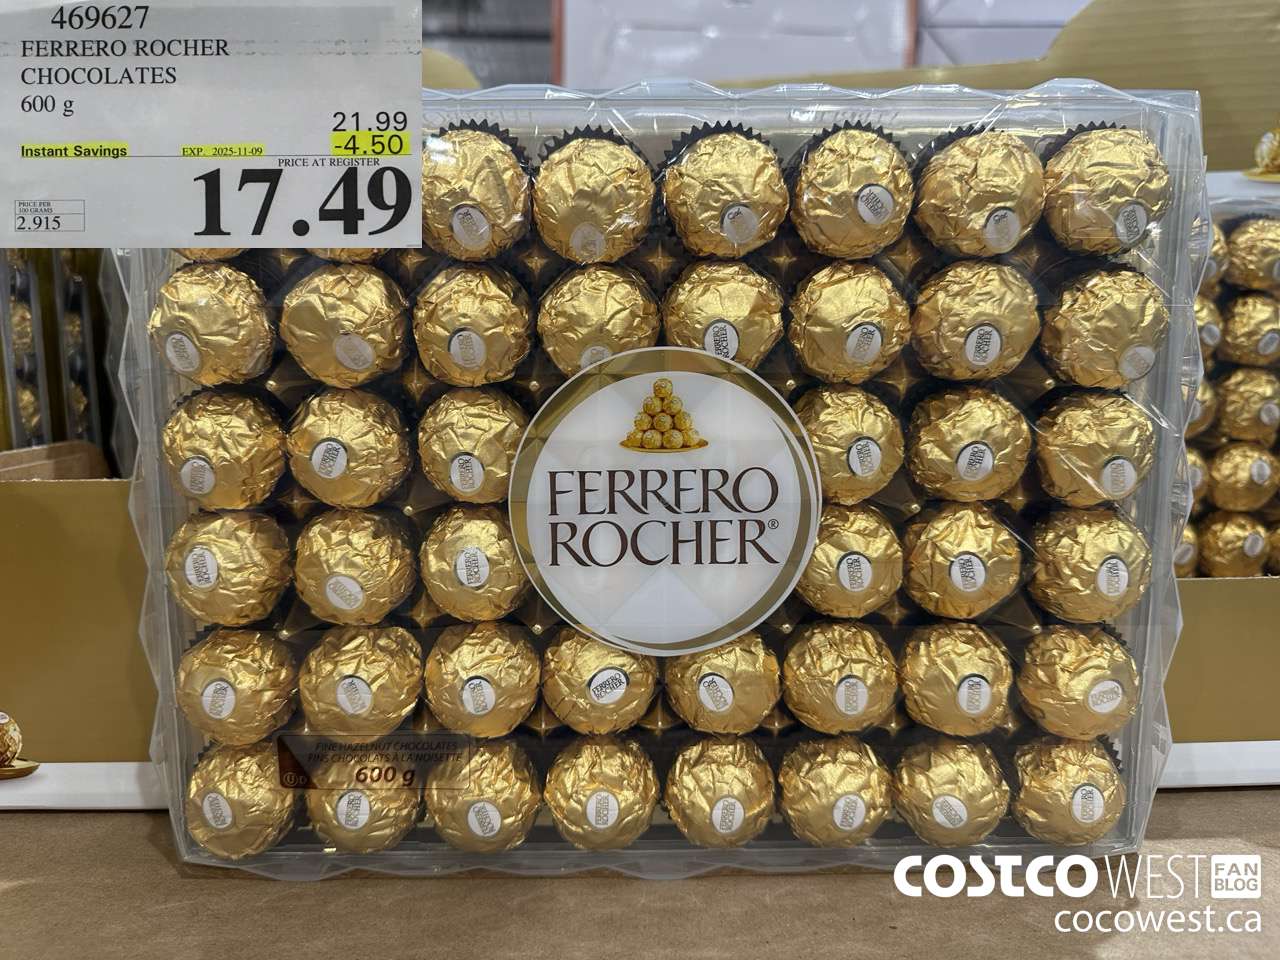 469627
FERRERO ROCHER
CHOCOLATES
600 g
21.99
Instant Savings EXP. 2025-11-09 -4.50
PRICE AT REGISTER
17.49
PRICE PER
100 GRAMS
2.915
FERRERO
ROCHER®
FINE HAZELNUT CHOCOLATES
FINS CHOCOLATS À LA NOISETTE
600 g
COSTCO WEST FAN BLOG
cocowest.ca